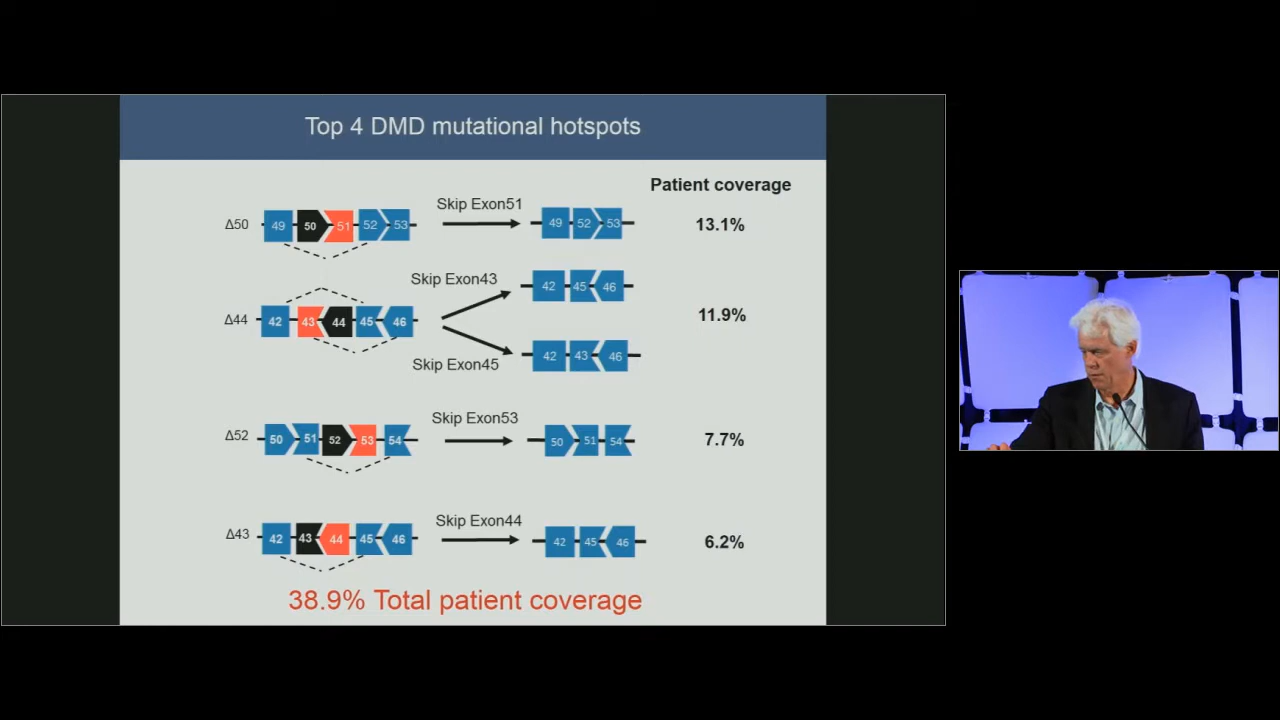 Top 4 DMD mutational hotspots
Patient coverage
Δ50 49 50 51 52 53 Skip Exon51 49 52 53 13.1%
Skip Exon43 42 45 46
Δ44 42 43 44 45 46 11.9%
Skip Exon45 42 43 46
Δ52 50 51 52 53 54 Skip Exon53 50 51 54 7.7%
Δ43 42 43 44 45 46 Skip Exon44 42 45 46 6.2%
38.9% Total patient coverage